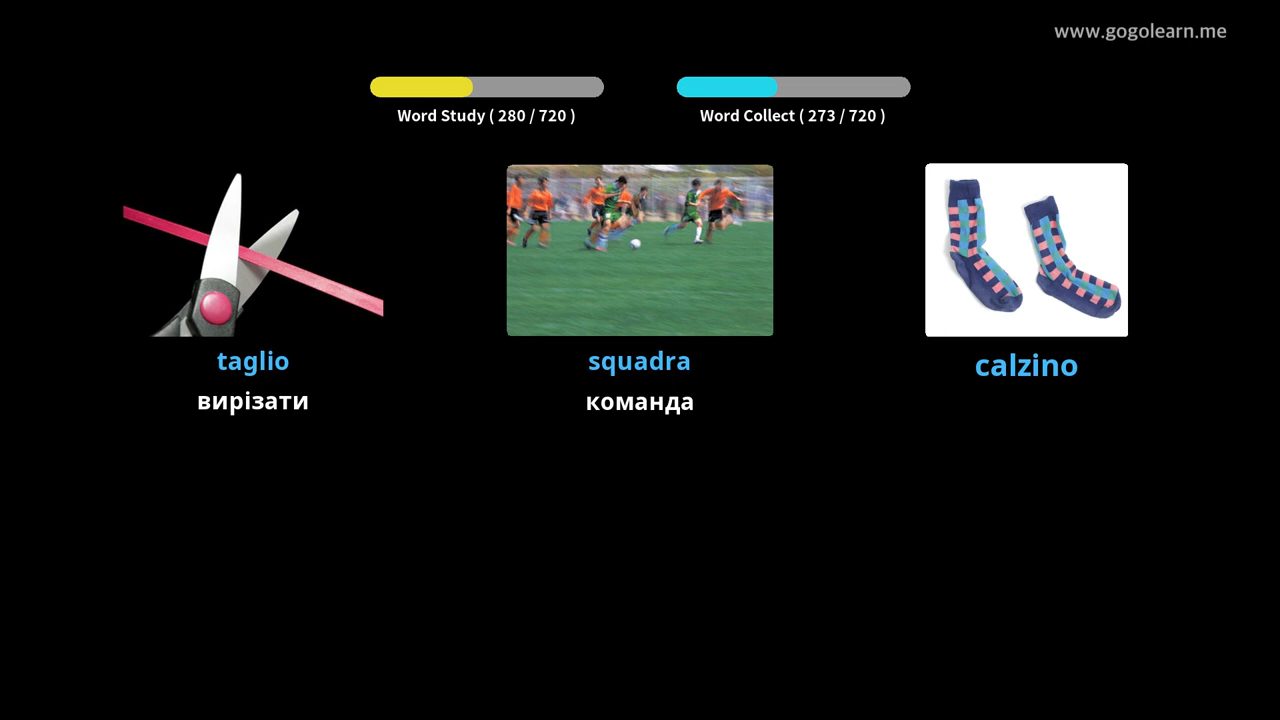 www.gogolearn.me
Word Study ( 280 / 720 )
Word Collect ( 273 / 720 )
taglio
вирізати
squadra
команда
calzino